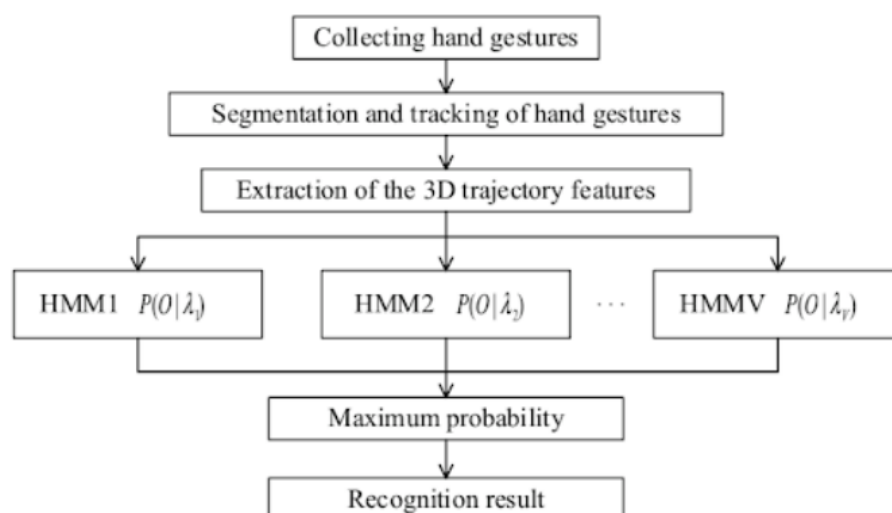 Collecting hand gestures
Segmentation and tracking of hand gestures
Extraction of the 3D trajectory features
HMM1 P(O|λ₁)
HMM2 P(O|λ₂)
···
HMMV P(O|λᵥ)
Maximum probability
Recognition result